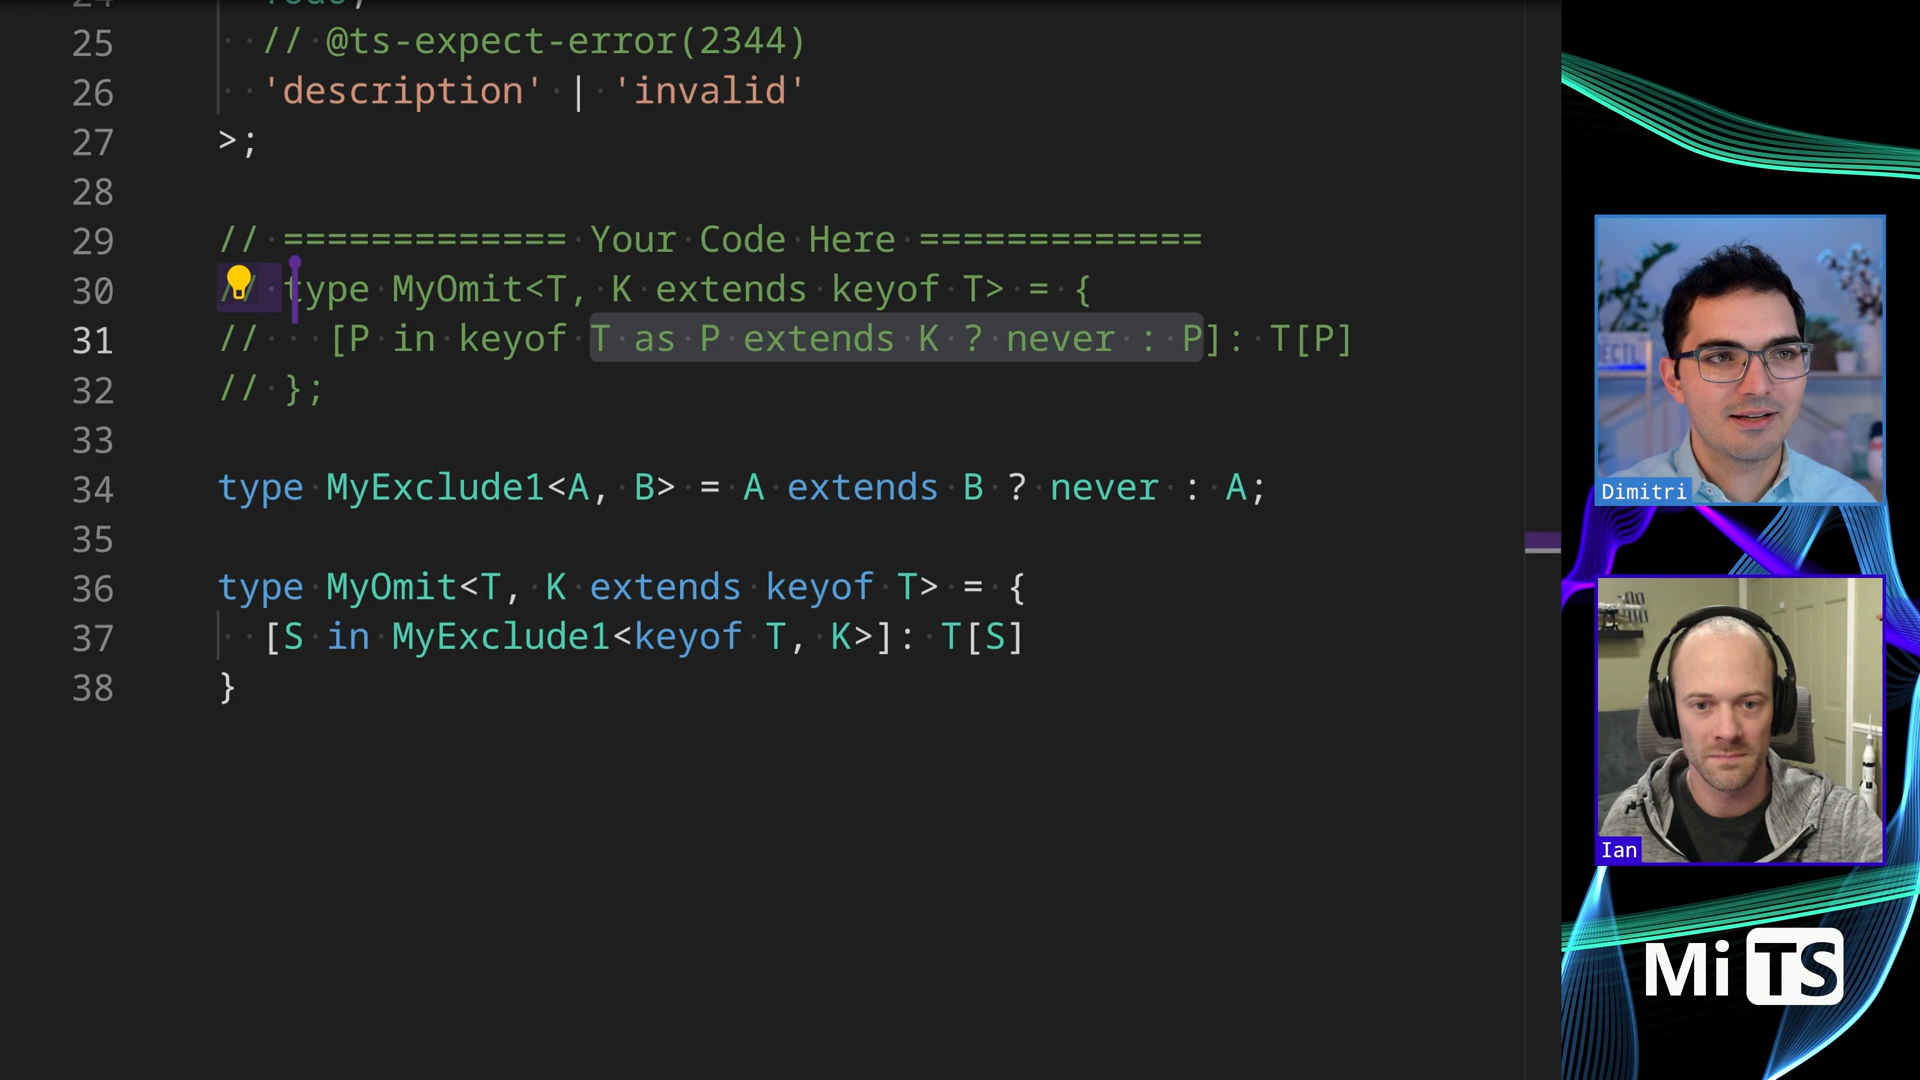 25 // @ts-expect-error(2344)
26 'description' | 'invalid'
27 >;
28
29 // ============= Your Code Here =============
30 // type MyOmit<T, K extends keyof T> = {
31 //   [P in keyof T as P extends K ? never : P]: T[P]
32 // };
33
34 type MyExclude1<A, B> = A extends B ? never : A;
35
36 type MyOmit<T, K extends keyof T> = {
37   [S in MyExclude1<keyof T, K>]: T[S]
38 }
Dimitri
Ian
Mi TS